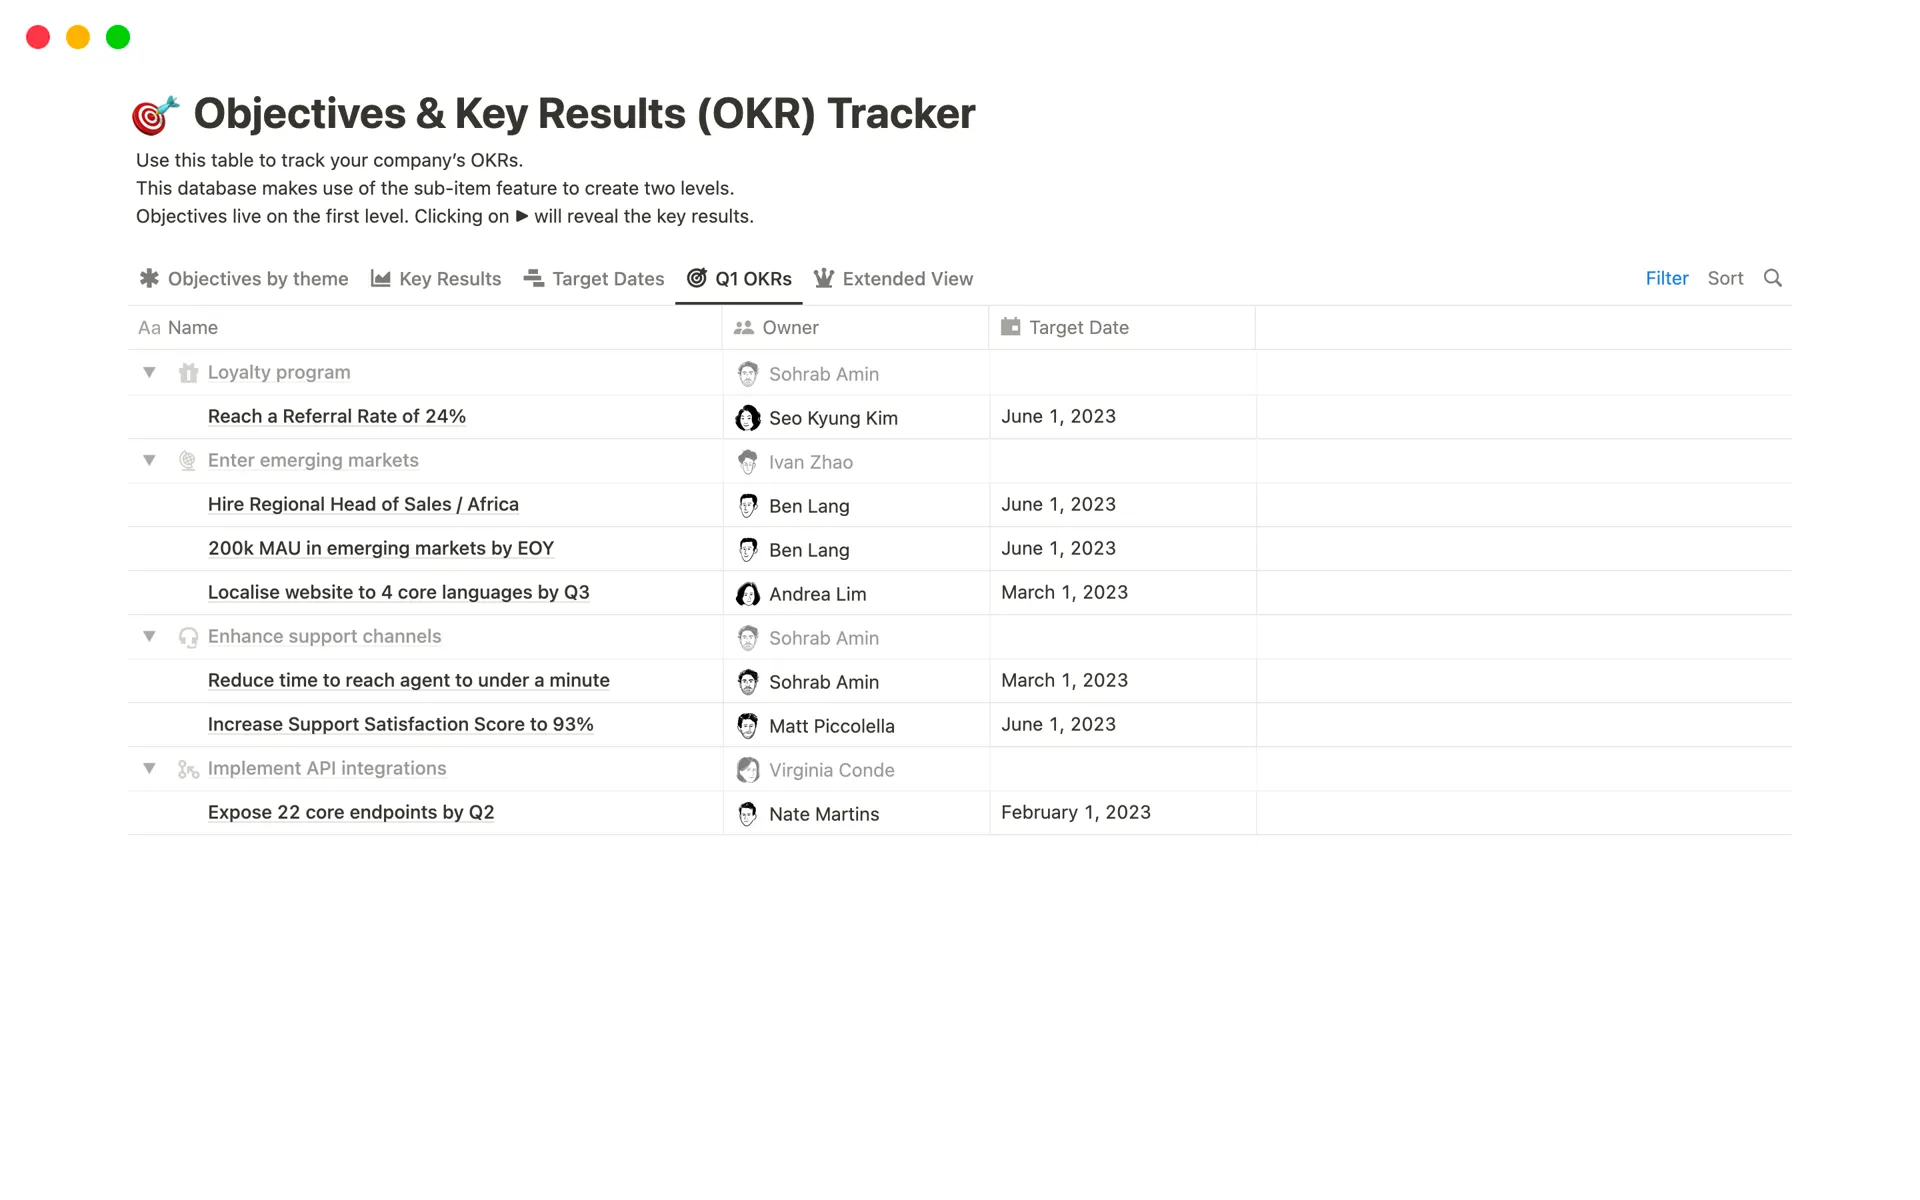 Objectives & Key Results (OKR) Tracker
Use this table to track your company’s OKRs.
This database makes use of the sub-item feature to create two levels.
Objectives live on the first level. Clicking on ▶ will reveal the key results.
Objectives by theme Key Results Target Dates Q1 OKRs Extended View Filter Sort
Aa Name Owner Target Date
Loyalty program Sohrab Amin
Reach a Referral Rate of 24% Seo Kyung Kim June 1, 2023
Enter emerging markets Ivan Zhao
Hire Regional Head of Sales / Africa Ben Lang June 1, 2023
200k MAU in emerging markets by EOY Ben Lang June 1, 2023
Localise website to 4 core languages by Q3 Andrea Lim March 1, 2023
Enhance support channels Sohrab Amin
Reduce time to reach agent to under a minute Sohrab Amin March 1, 2023
Increase Support Satisfaction Score to 93% Matt Piccolella June 1, 2023
Implement API integrations Virginia Conde
Expose 22 core endpoints by Q2 Nate Martins February 1, 2023